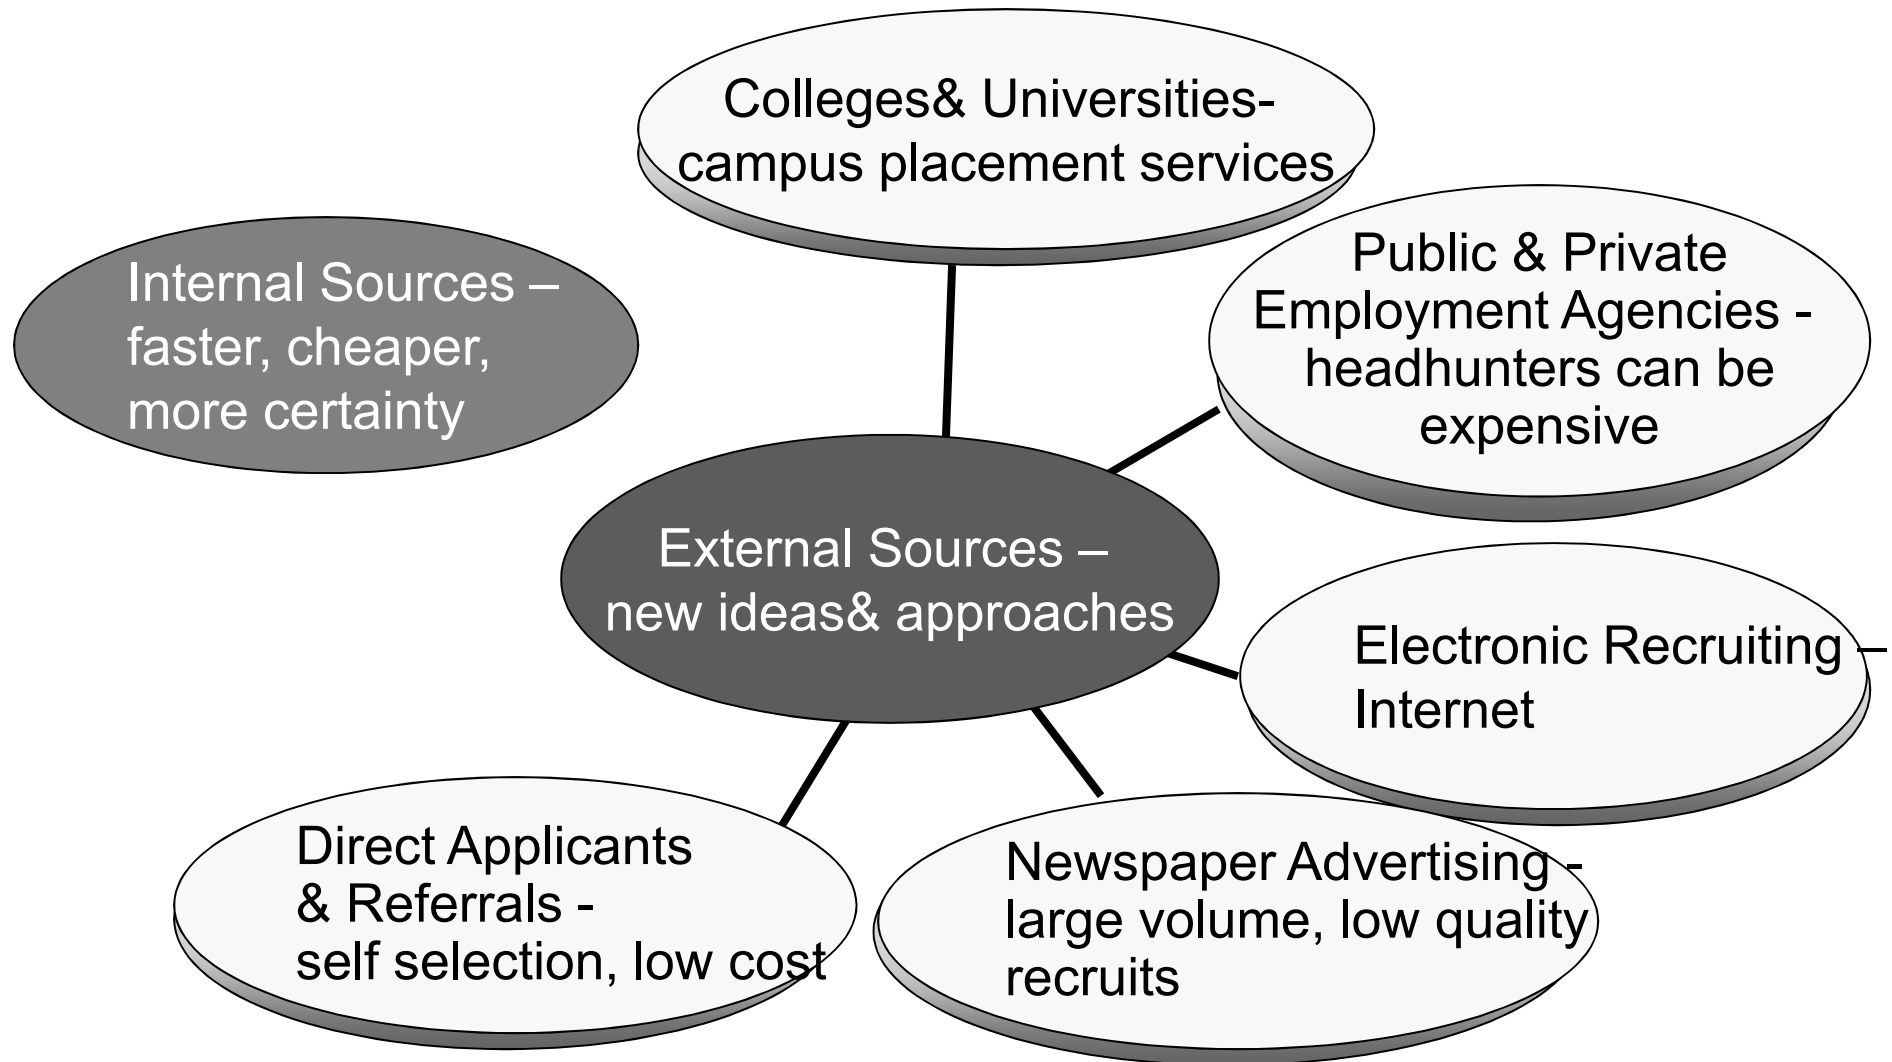 Colleges& Universities-
campus placement services
Internal Sources –
faster, cheaper,
more certainty
Public & Private
Employment Agencies -
headhunters can be
expensive
External Sources –
new ideas& approaches
Electronic Recruiting –
Internet
Direct Applicants
& Referrals -
self selection, low cost
Newspaper Advertising -
large volume, low quality
recruits